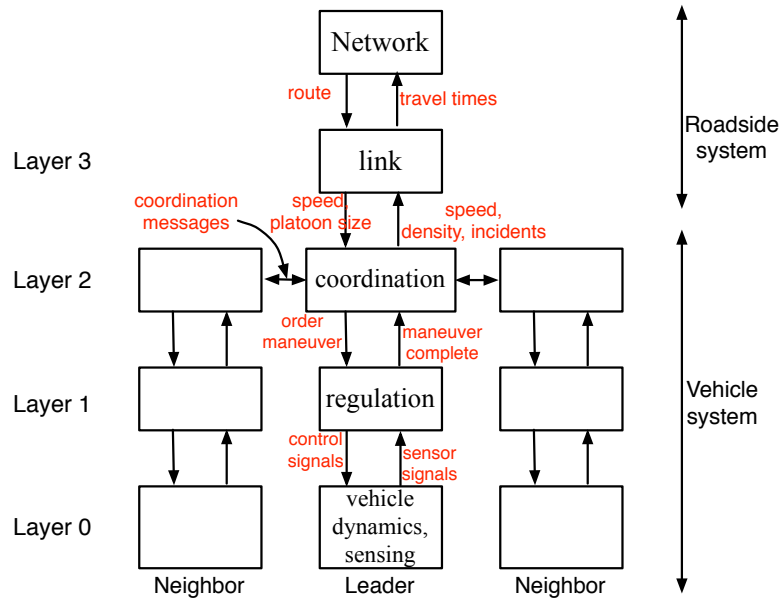 Network
route
travel times
Roadside
system
Layer 3
link
coordination
messages
speed,
platoon size
speed,
density, incidents
Layer 2
coordination
order
maneuver
maneuver
complete
Layer 1
regulation
Vehicle
system
control
signals
sensor
signals
Layer 0
vehicle
dynamics,
sensing
Neighbor
Leader
Neighbor